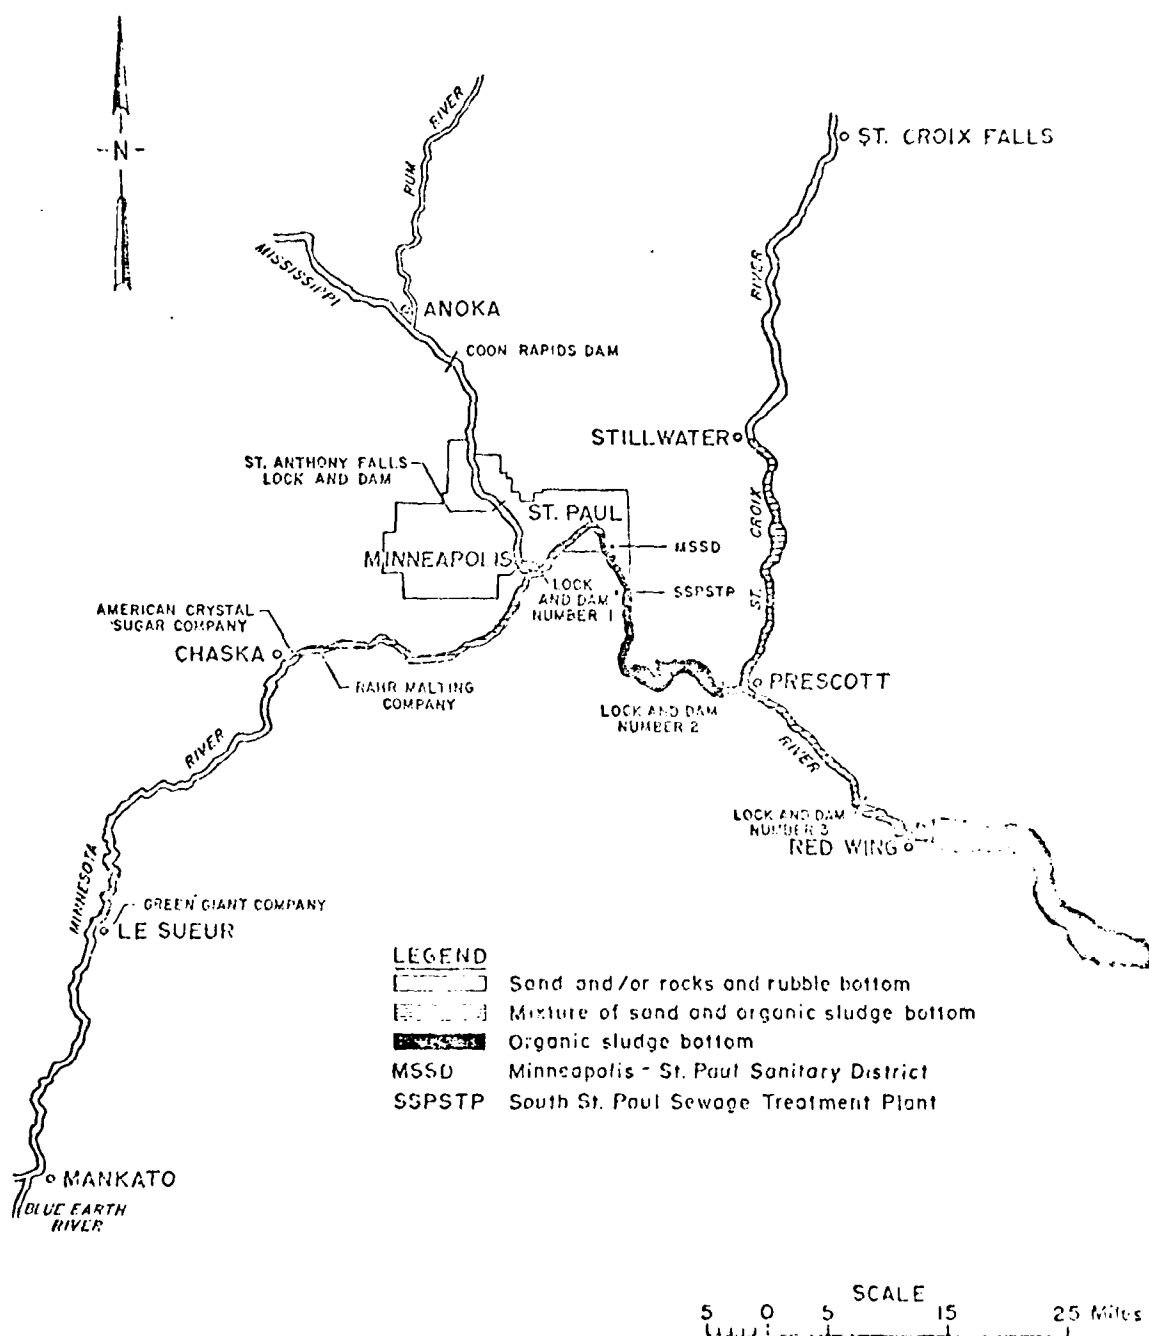 N
RUM
RIVER
ST. CROIX FALLS
MISSISSIPPI
RIVER
ANOKA
COON RAPIDS DAM
STILLWATER
ST. ANTHONY FALLS
LOCK AND DAM
ST. PAUL
CROIX
MSSD
MINNEAPOLIS
LOCK
AND DAM
NUMBER 1
SSPSTP
ST.
AMERICAN CRYSTAL
SUGAR COMPANY
CHASKA
RAHR MALTING
COMPANY
PRESCOTT
LOCK AND DAM
NUMBER 2
RIVER
RIVER
LOCK AND DAM
NUMBER 3
RED WING
MINNESOTA
GREEN GIANT COMPANY
LE SUEUR
LEGEND
Sand and/or rocks and rubble bottom
Mixture of sand and organic sludge bottom
Organic sludge bottom
MSSD Minneapolis - St. Paul Sanitary District
SSPSTP South St. Paul Sewage Treatment Plant
MANKATO
BLUE EARTH
RIVER
SCALE
5 0 5 15 25 Miles